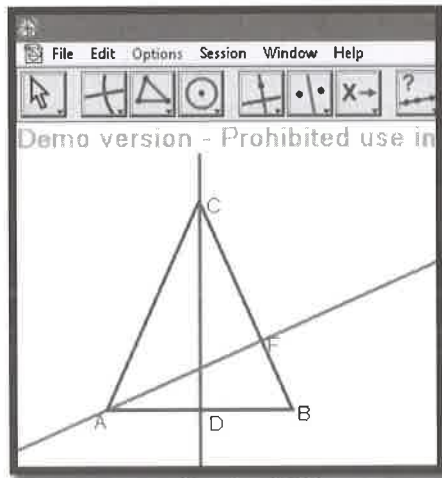 File Edit Options Session Window Help
X ?
Demo version - Prohibited use in
C
F
A D B